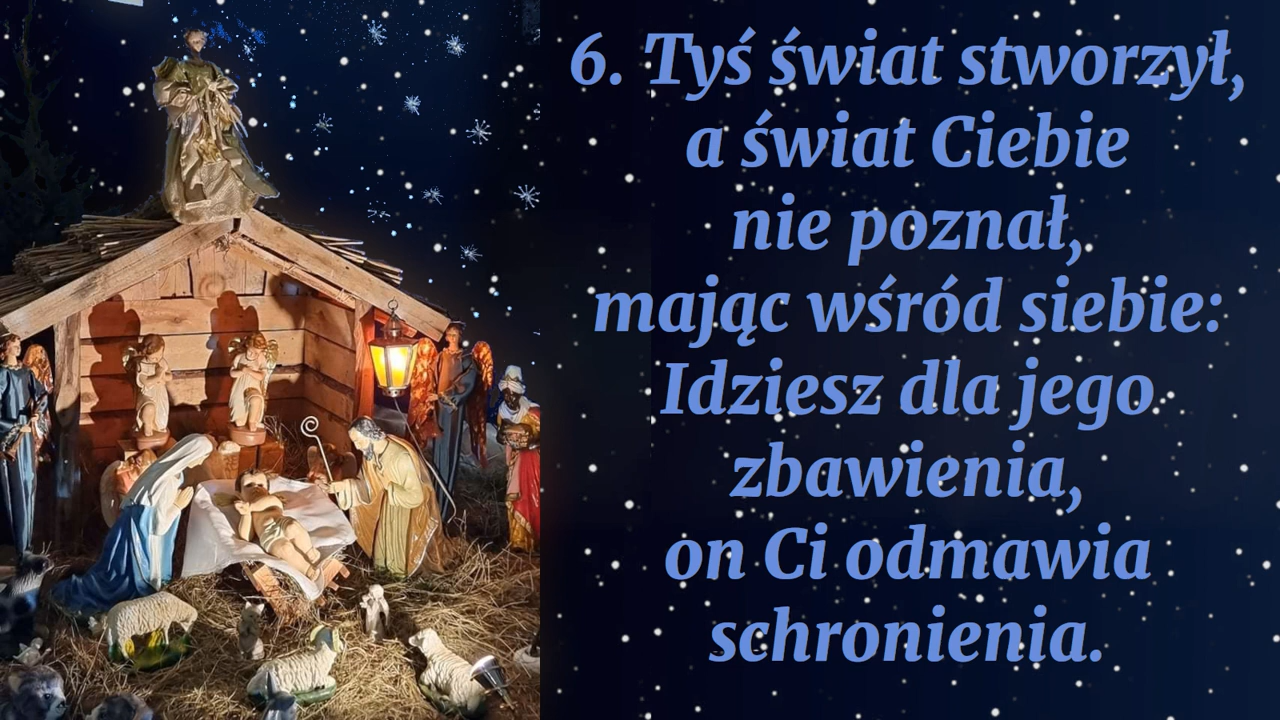 6. Tyś świat stworzył,
a świat Ciebie
nie poznał,
mając wśród siebie:
Idziesz dla jego
zbawienia,
on Ci odmawia
schronienia.